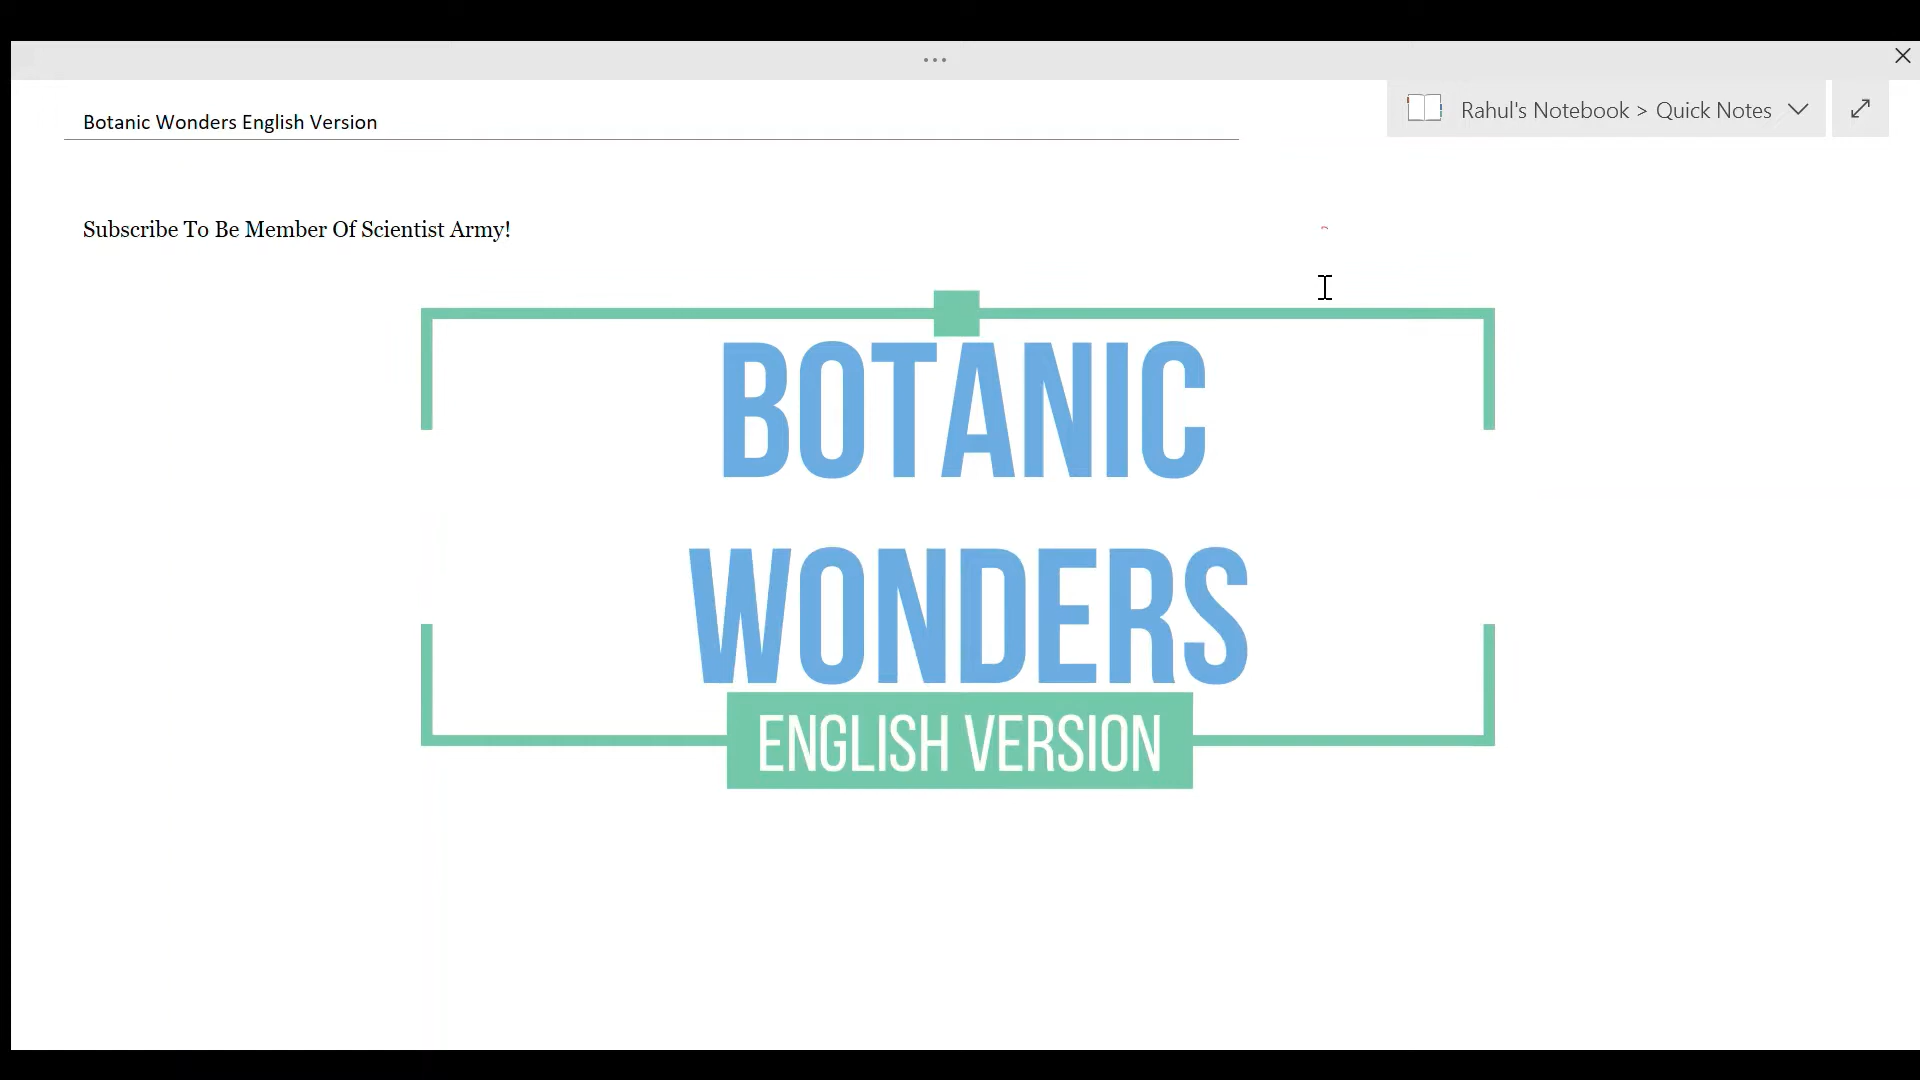 Botanic Wonders English Version
Rahul's Notebook > Quick Notes
Subscribe To Be Member Of Scientist Army!
BOTANIC
WONDERS
ENGLISH VERSION